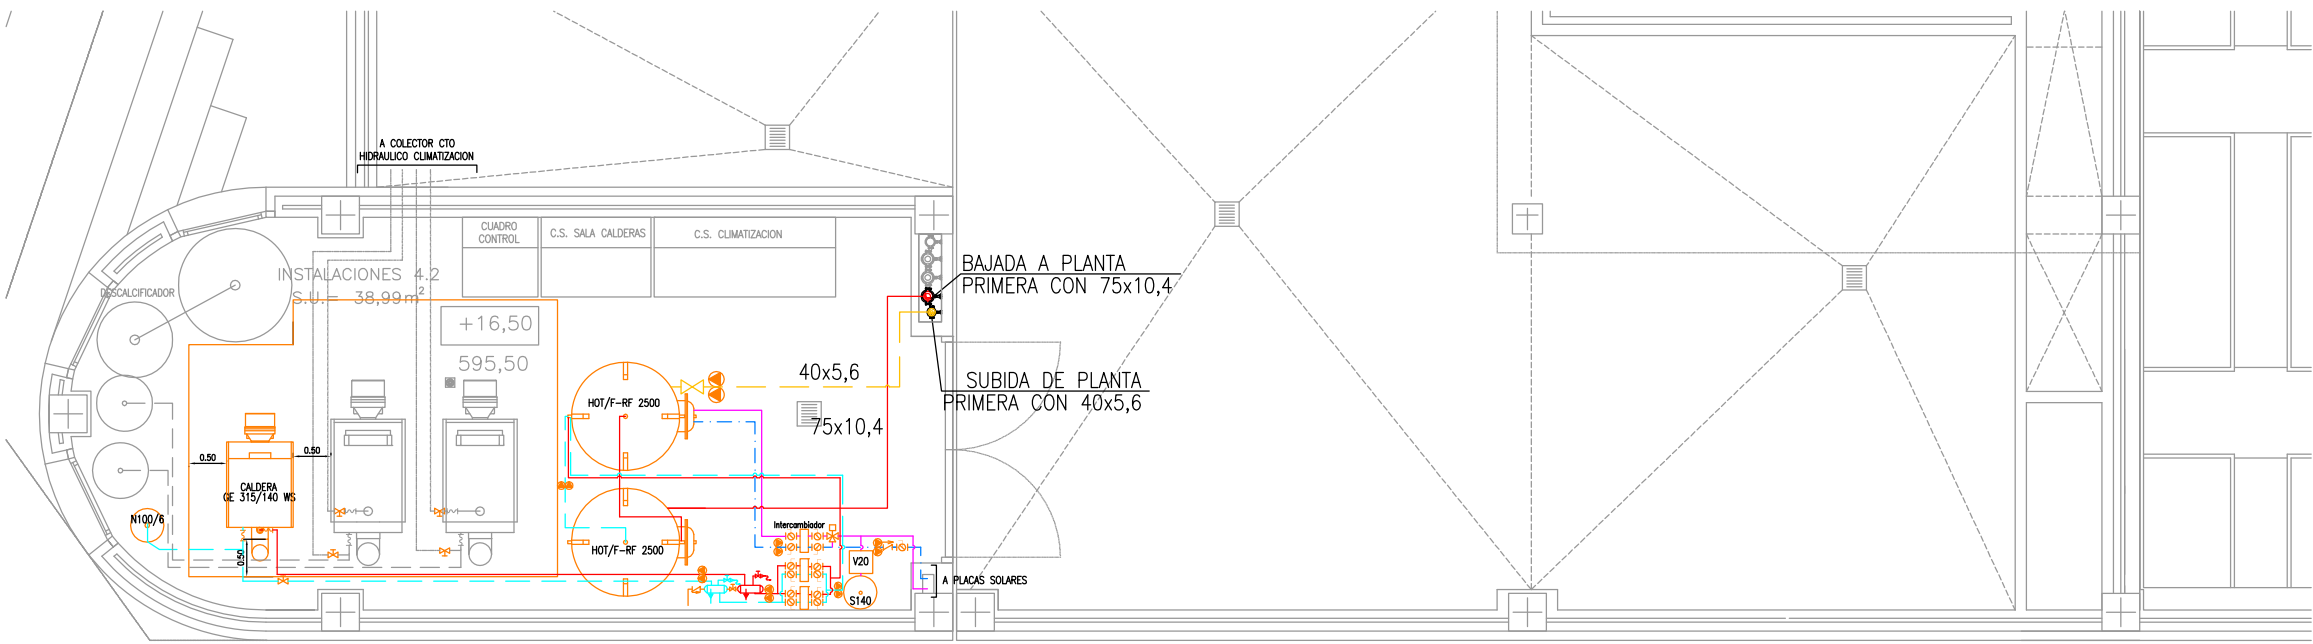 A COLECTOR CTO
HIDRAULICO CLIMATIZACION
CUADRO
CONTROL
C.S. SALA CALDERAS
C.S. CLIMATIZACION
INSTALACIONES 4.2
S.U.= 38,99m²
DESCALCIFICADOR
BAJADA A PLANTA
PRIMERA CON 75x10,4
+16,50
595,50
40x5,6
SUBIDA DE PLANTA
PRIMERA CON 40x5,6
HOT/F-RF 2500
75x10,4
0.50
0.50
CALDERA
GE 315/140 WS
N100/6
0.50
Intercambiador
HOT/F-RF 2500
V20
A PLACAS SOLARES
S140